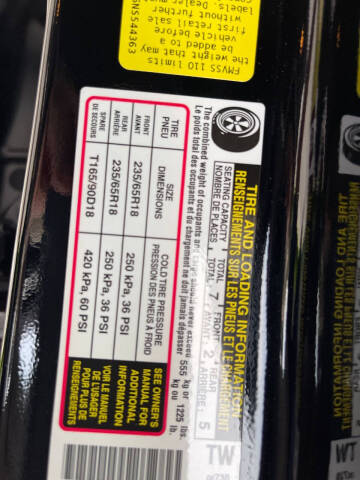 TIRE AND LOADING INFORMATION
RENSEIGNEMENTS SUR LES PNEUS ET LE CHARGEMENT
SEATING CAPACITY TOTAL FRONT REAR
NOMBRE DE PLACES TOTAL 7 AVANT 2 ARRIÈRE 5
The combined weight of occupants and cargo should never exceed 555 kg or 1225 lbs.
Le poids total des occupants et du chargement ne doit jamais dépasser kg ou lb.
TIRE SIZE COLD TIRE PRESSURE
PNEU DIMENSIONS PRESSION DES PNEUS À FROID
FRONT
AVANT 235/65R18 250 kPa, 36 PSI
REAR
ARRIÈRE 235/65R18 250 kPa, 36 PSI
SPARE
DE SECOURS T165/90D18 420 kPa, 60 PSI
SEE OWNER'S
MANUAL FOR
ADDITIONAL
INFORMATION
VOIR LE MANUEL
DE L'USAGER
POUR PLUS DE
RENSEIGNEMENTS
TW
FMVSS 110 limits
the weight that may
be added to a
vehicle before
first retail sale
without further
labels. Dealer must